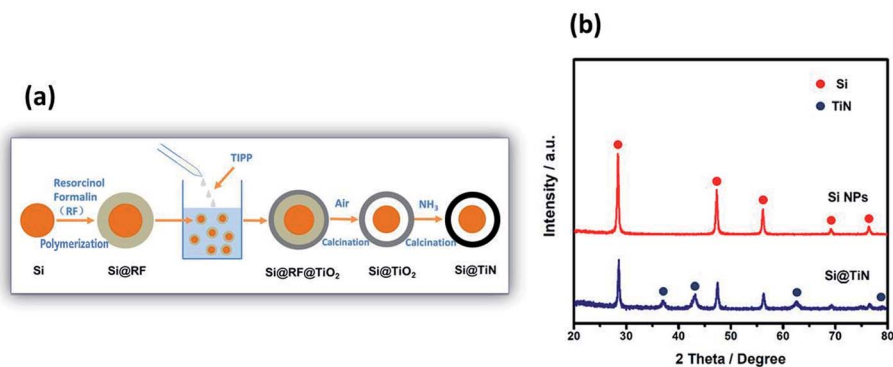 (a)
Resorcinol
Formalin
（RF）
Polymerization
TIPP
Air
Calcination
NH₃
Calcination
Si
Si@RF
Si@RF@TiO₂
Si@TiO₂
Si@TiN
(b)
Intensity / a.u.
Si
TiN
Si NPs
Si@TiN
20 30 40 50 60 70 80
2 Theta / Degree